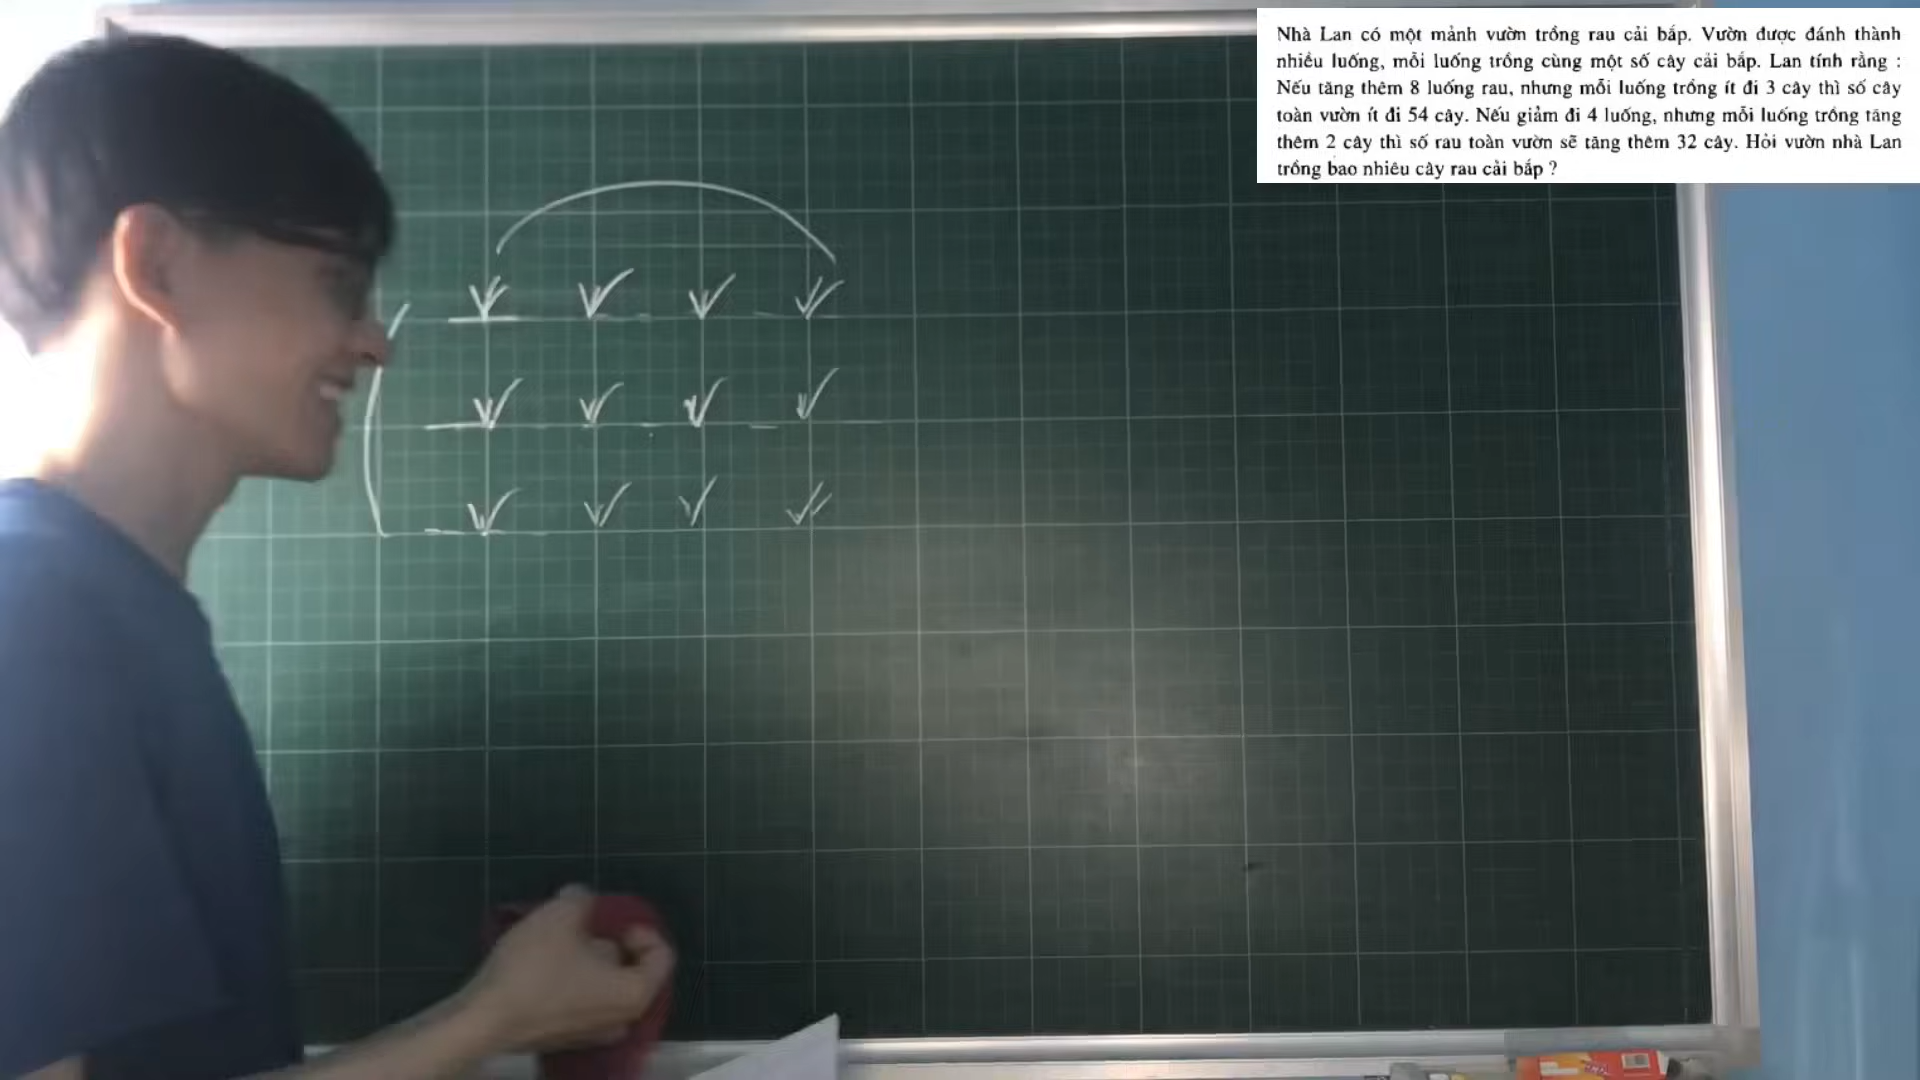 Nhà Lan có một mảnh vườn trồng rau cải bắp. Vườn được đánh thành
nhiều luống, mỗi luống trồng cùng một số cây cải bắp. Lan tính rằng :
Nếu tăng thêm 8 luống rau, nhưng mỗi luống trồng ít đi 3 cây thì số cây
toàn vườn ít đi 54 cây. Nếu giảm đi 4 luống, nhưng mỗi luống trồng tăng
thêm 2 cây thì số rau toàn vườn sẽ tăng thêm 32 cây. Hỏi vườn nhà Lan
trồng bao nhiêu cây rau cải bắp ?